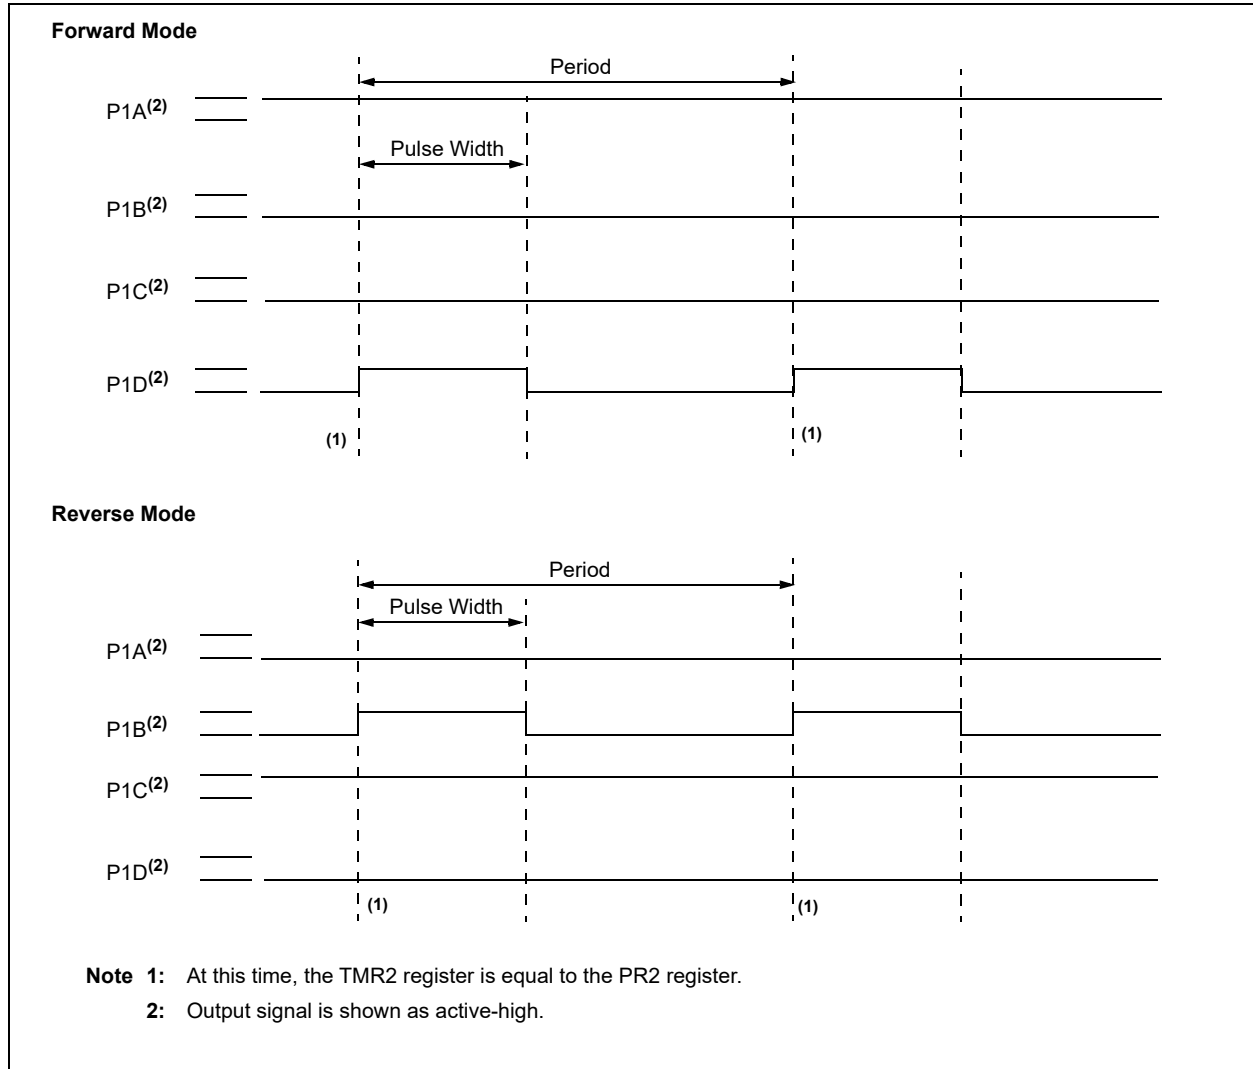 Forward Mode
Period
P1A(2)
Pulse Width
P1B(2)
P1C(2)
P1D(2)
(1)
(1)
Reverse Mode
Period
Pulse Width
P1A(2)
P1B(2)
P1C(2)
P1D(2)
(1)
(1)
Note 1: At this time, the TMR2 register is equal to the PR2 register.
2: Output signal is shown as active-high.